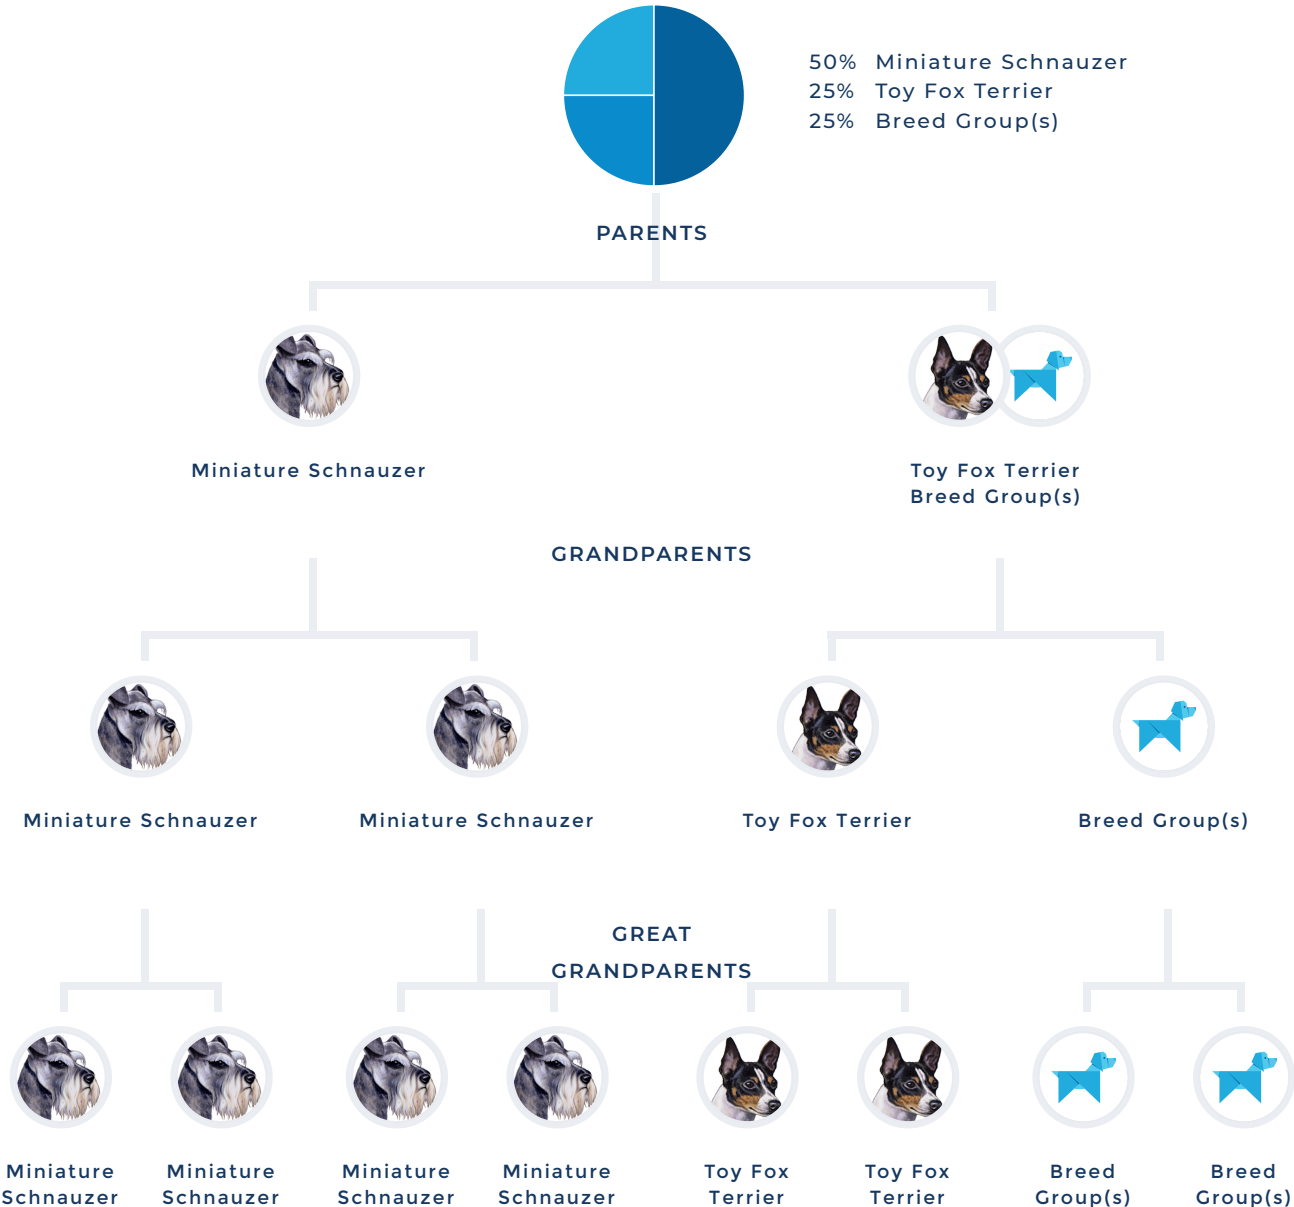 50% Miniature Schnauzer
25% Toy Fox Terrier
25% Breed Group(s)
PARENTS
Miniature Schnauzer
Toy Fox Terrier
Breed Group(s)
GRANDPARENTS
Miniature Schnauzer
Miniature Schnauzer
Toy Fox Terrier
Breed Group(s)
GREAT
GRANDPARENTS
Miniature
Schnauzer
Miniature
Schnauzer
Miniature
Schnauzer
Miniature
Schnauzer
Toy Fox
Terrier
Toy Fox
Terrier
Breed
Group(s)
Breed
Group(s)